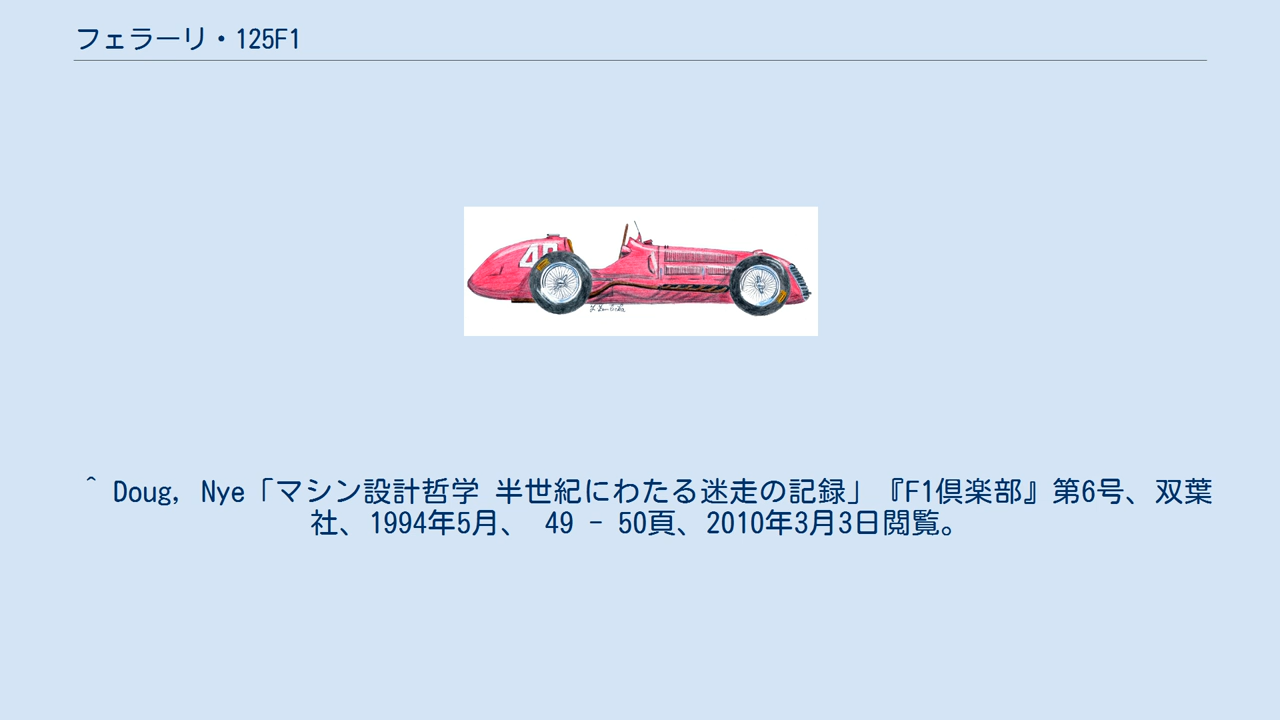 フェラーリ・125F1
^ Doug, Nye「マシン設計哲学 半世紀にわたる迷走の記録」『F1倶楽部』第6号、双葉
社、1994年5月、 49 - 50頁、2010年3月3日閲覧。